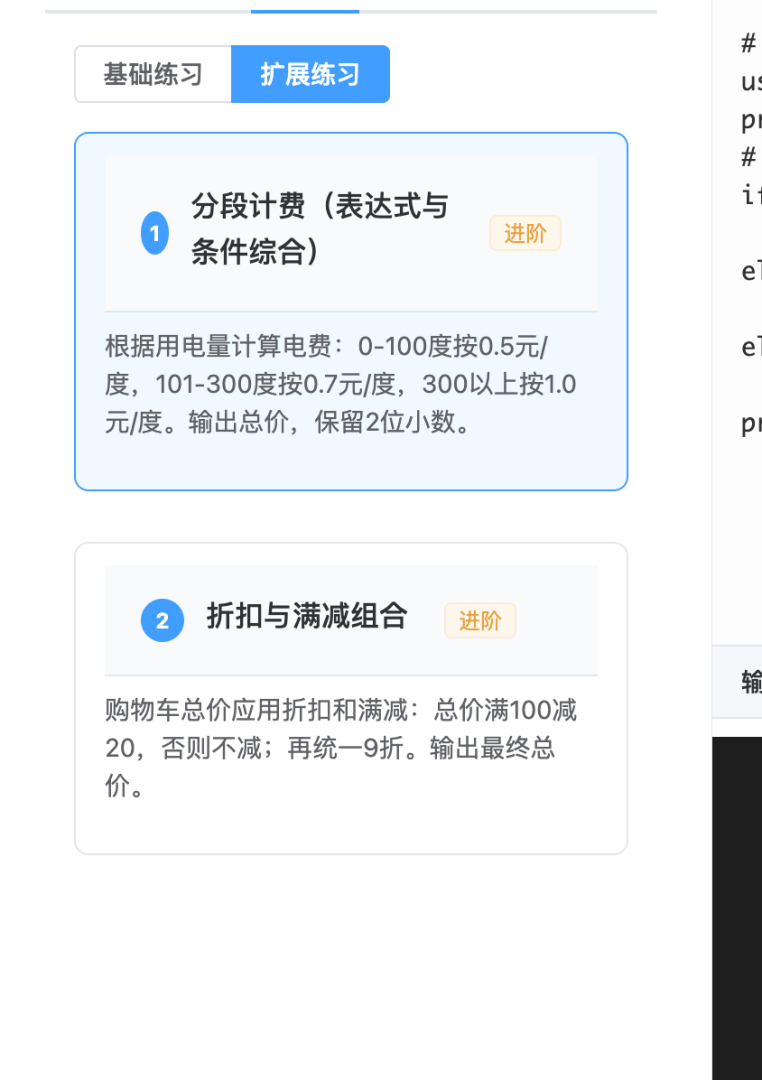 基础练习 扩展练习
1
分段计费（表达式与
条件综合）
进阶
根据用电量计算电费：0-100度按0.5元/
度，101-300度按0.7元/度，300以上按1.0
元/度。输出总价，保留2位小数。
2 折扣与满减组合 进阶
购物车总价应用折扣和满减：总价满100减
20，否则不减；再统一9折。输出最终总
价。
#
us
pr
#
if
el
el
pr
输